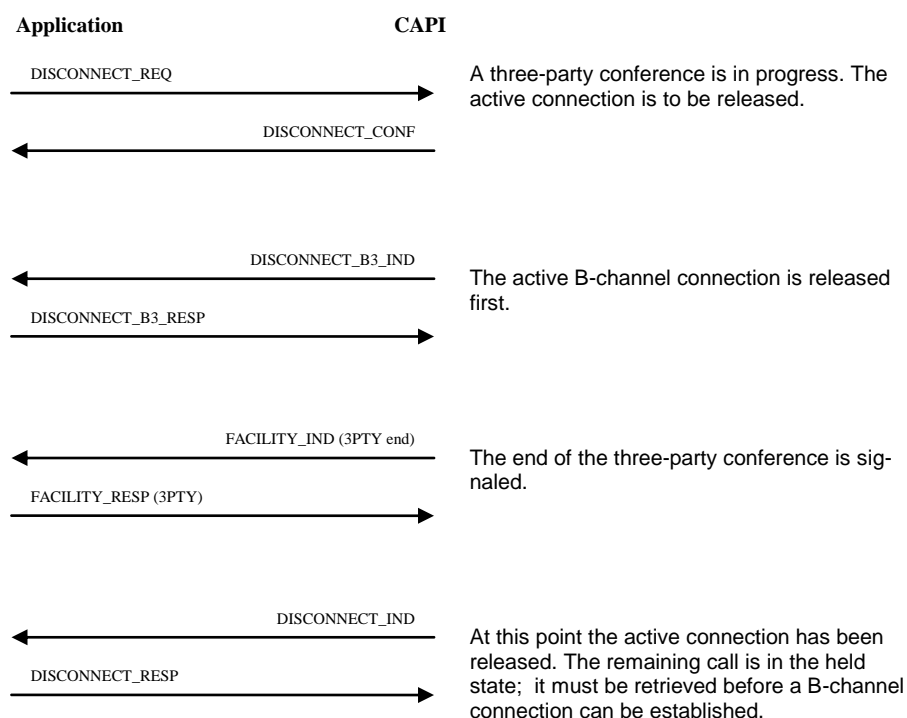 Application CAPI
DISCONNECT_REQ
A three-party conference is in progress. The
active connection is to be released.
DISCONNECT_CONF
DISCONNECT_B3_IND
The active B-channel connection is released
first.
DISCONNECT_B3_RESP
FACILITY_IND (3PTY end)
The end of the three-party conference is sig-
naled.
FACILITY_RESP (3PTY)
DISCONNECT_IND
At this point the active connection has been
released. The remaining call is in the held
state;  it must be retrieved before a B-channel
connection can be established.
DISCONNECT_RESP